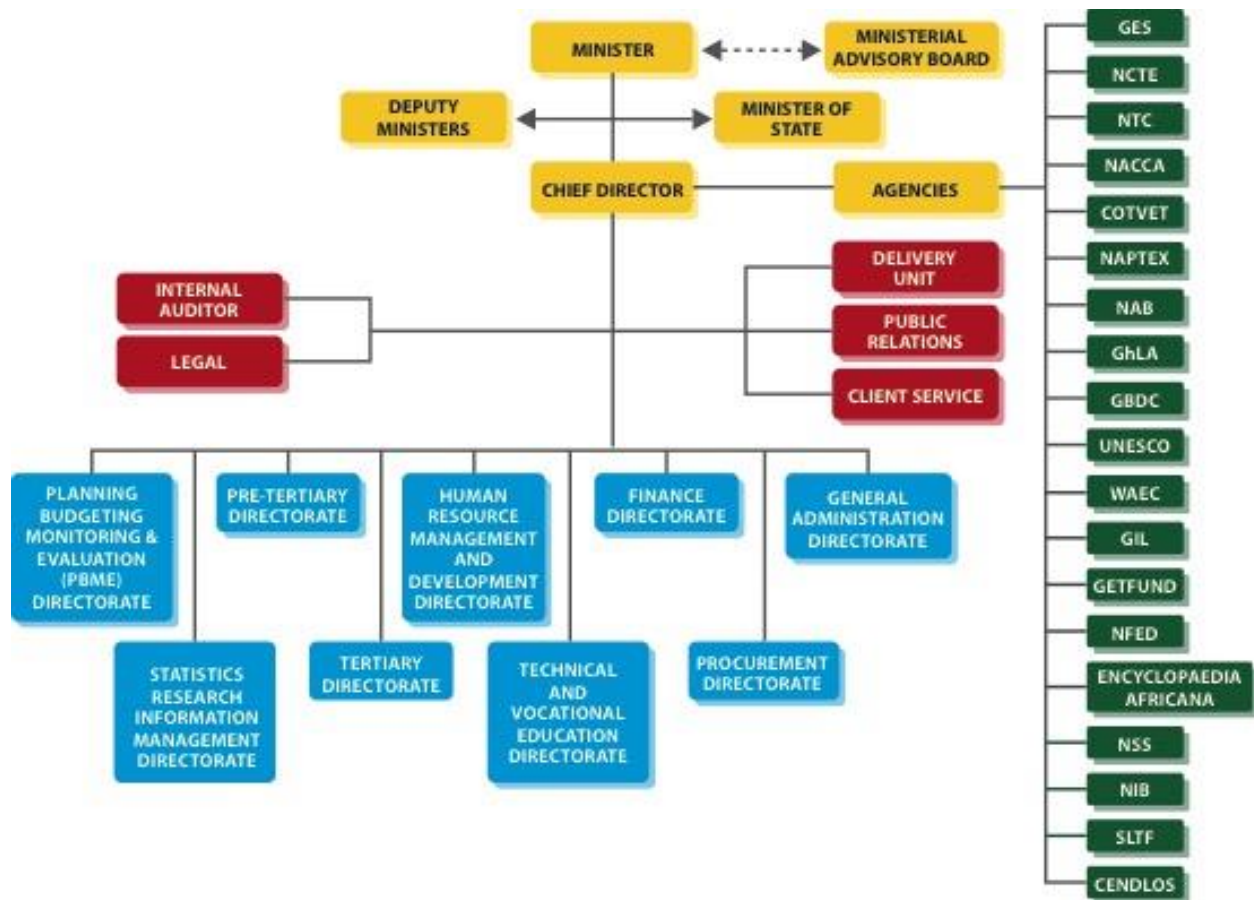 MINISTER
MINISTERIAL
ADVISORY BOARD
DEPUTY
MINISTERS
MINISTER OF
STATE
CHIEF DIRECTOR
AGENCIES
INTERNAL
AUDITOR
LEGAL
DELIVERY
UNIT
PUBLIC
RELATIONS
CLIENT SERVICE
PLANNING
BUDGETING
MONITORING &
EVALUATION
(PBME)
DIRECTORATE
PRE-TERTIARY
DIRECTORATE
HUMAN
RESOURCE
MANAGEMENT
AND
DEVELOPMENT
DIRECTORATE
FINANCE
DIRECTORATE
GENERAL
ADMINISTRATION
DIRECTORATE
STATISTICS
RESEARCH
INFORMATION
MANAGEMENT
DIRECTORATE
TERTIARY
DIRECTORATE
TECHNICAL
AND
VOCATIONAL
EDUCATION
DIRECTORATE
PROCUREMENT
DIRECTORATE
GES
NCTE
NTC
NACCA
COTVET
NAPTEX
NAB
GhLA
GBDC
UNESCO
WAEC
GIL
GETFUND
NFED
ENCYCLOPAEDIA
AFRICANA
NSS
NIB
SLTF
CENDLOS